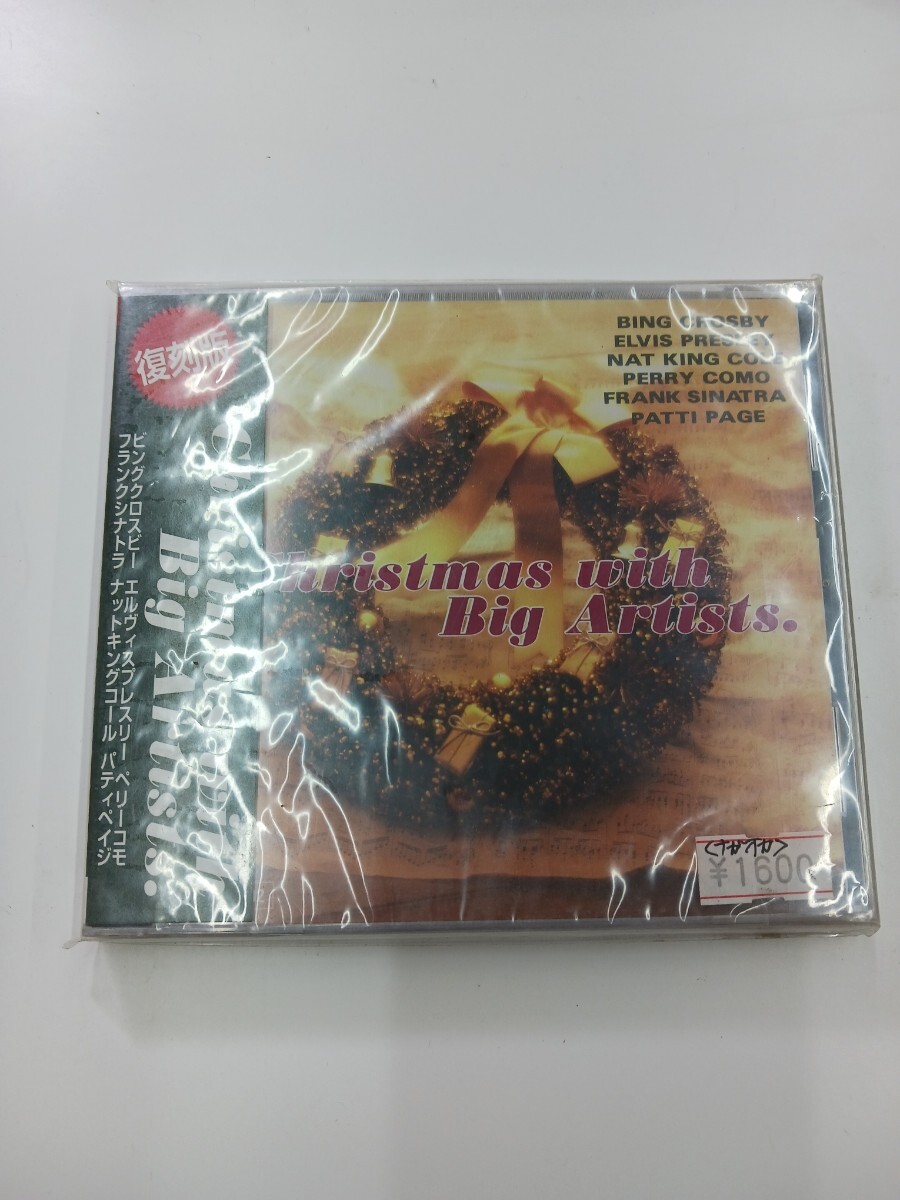 復刻版
Christmas with
Big Artists.
ビングクロスビー エルヴィスプレスリー ペリーコモ
フランクシナトラ ナットキングコール パティペイジ
BING CROSBY
ELVIS PRESLEY
NAT KING COLE
PERRY COMO
FRANK SINATRA
PATTI PAGE
Christmas with
Big Artists.
¥1600